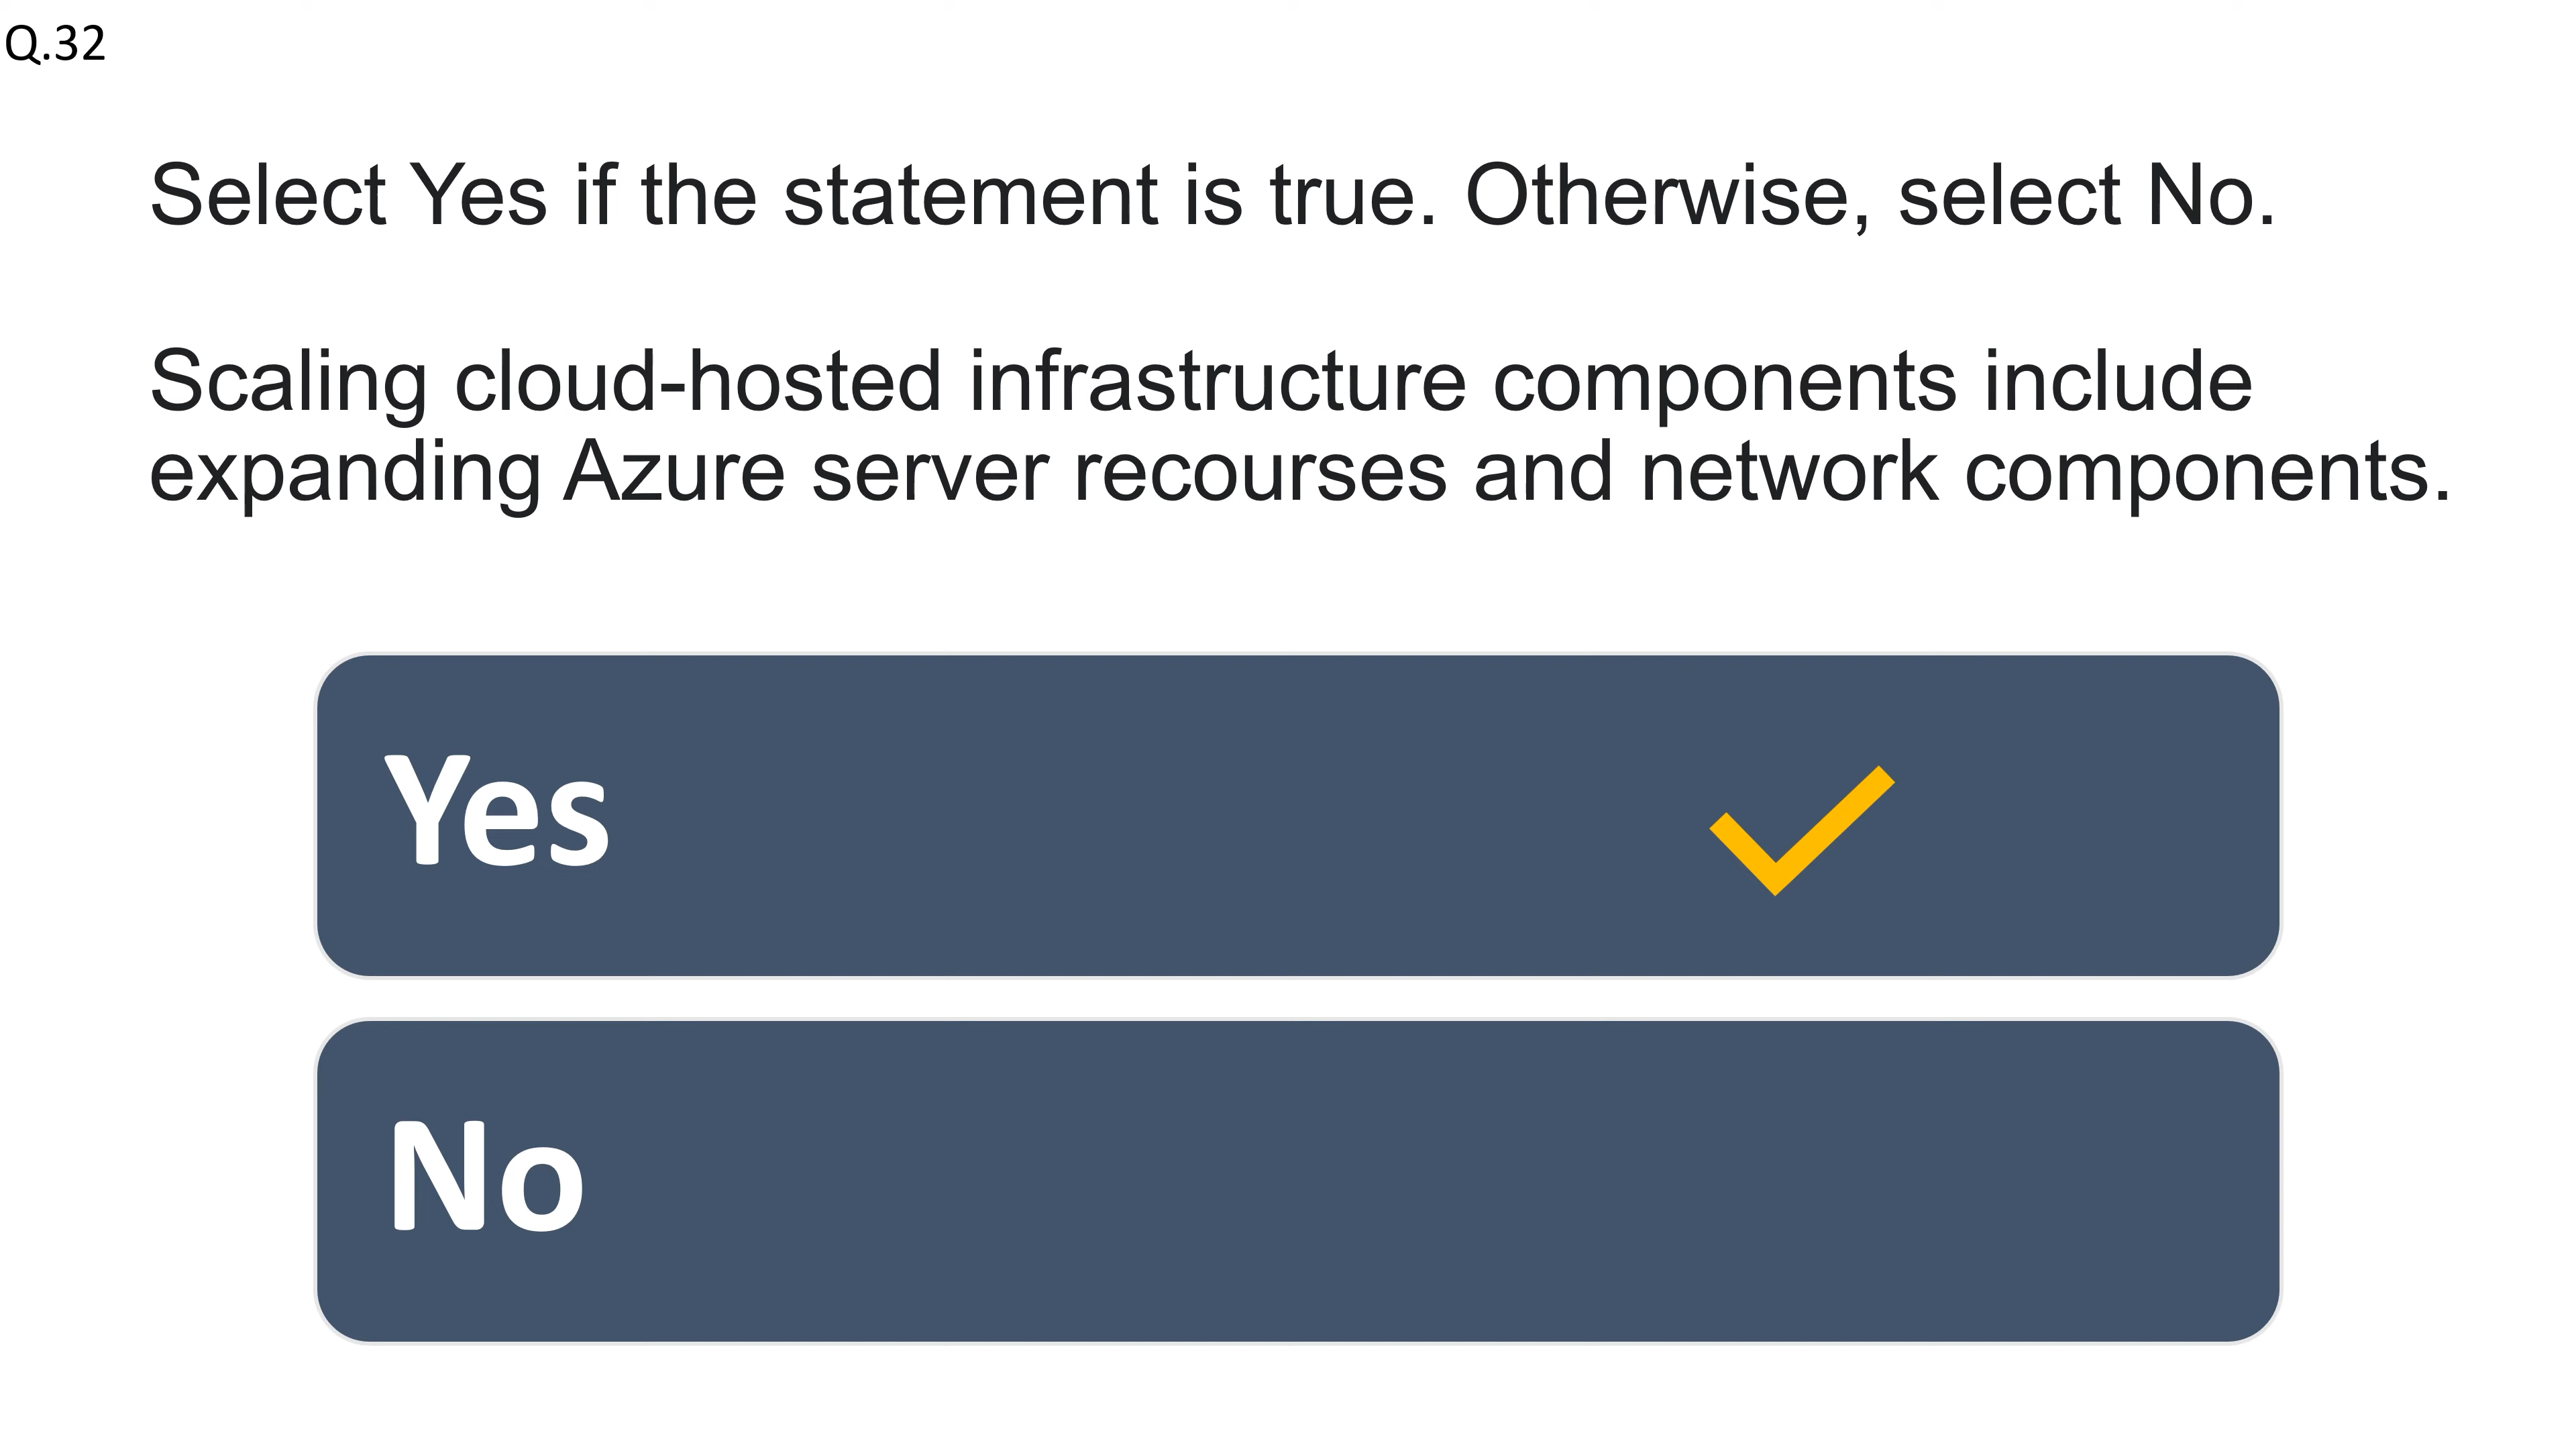 Q.32
Select Yes if the statement is true. Otherwise, select No.
Scaling cloud-hosted infrastructure components include
expanding Azure server recourses and network components.
Yes
No